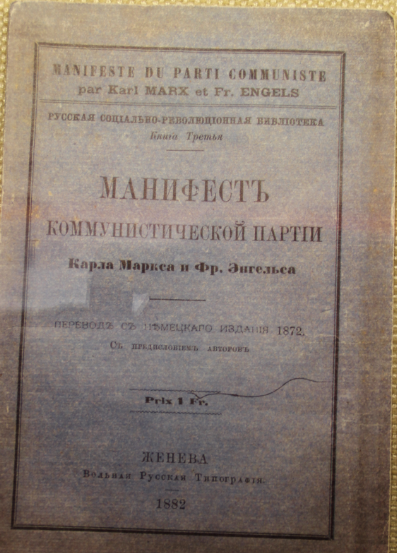 MANIFESTE DU PARTI COMMUNISTE
par Karl MARX et Fr. ENGELS
РУССКАЯ СОЦІАЛЬНО-РЕВОЛЮЦІОННАЯ БИБЛІОТЕКА
Книга Третья
МАНИФЕСТЪ
КОММУНИСТИЧЕСКОЙ ПАРТІИ
Карла Маркса и Фр. Энгельса
ПЕРЕВОДЪ СЪ НѢМЕЦКАГО ИЗДАНІЯ 1872.
Съ предисловіемъ авторовъ
Prix 1 Fr.
ЖЕНЕВА
Вольная Русская Типографія
1882